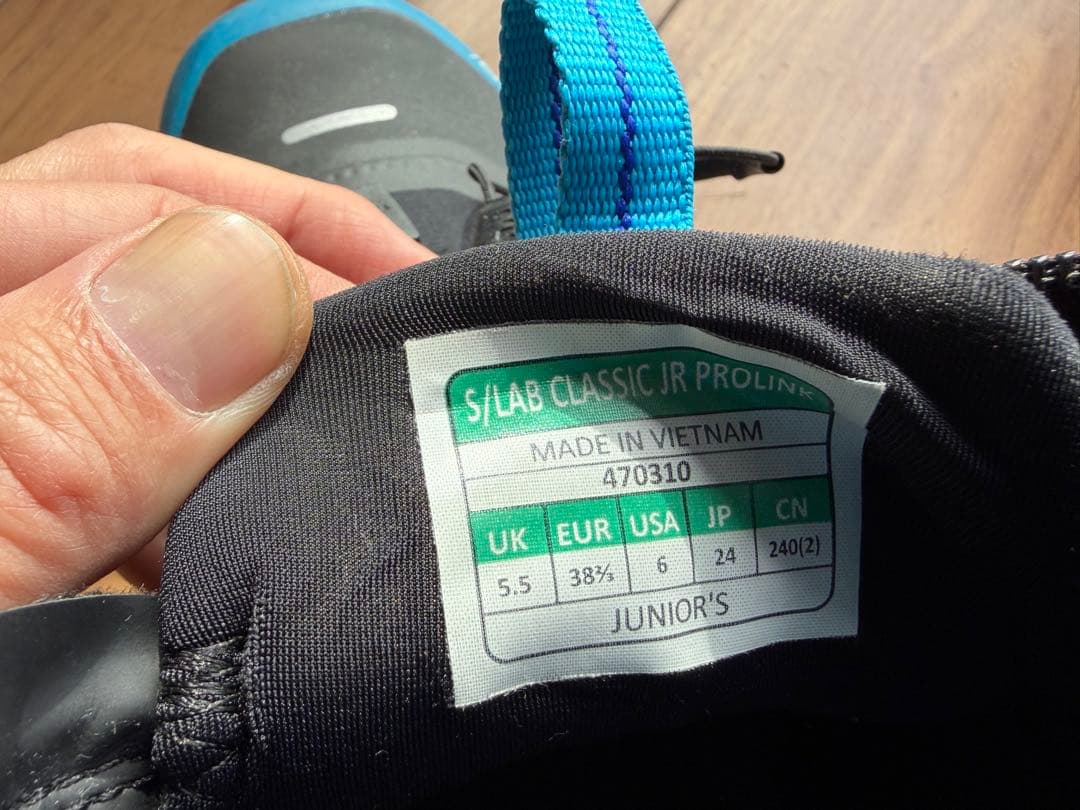 S/LAB CLASSIC JR PROLINK
MADE IN VIETNAM
470310
UK EUR USA JP CN
5.5 38⅔ 6 24 240(2)
JUNIOR'S